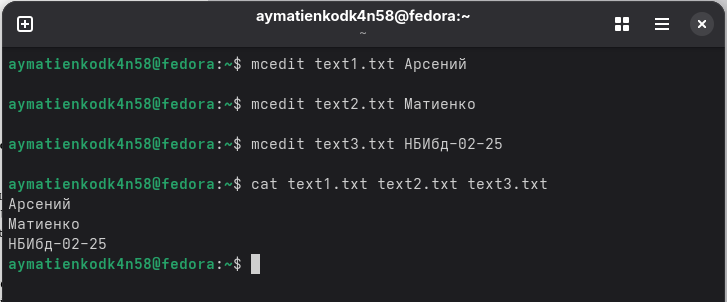 aymatienkodk4n58@fedora:~
~
aymatienkodk4n58@fedora:~$ mcedit text1.txt Арсений
aymatienkodk4n58@fedora:~$ mcedit text2.txt Матиенко
aymatienkodk4n58@fedora:~$ mcedit text3.txt НБИбд-02-25
aymatienkodk4n58@fedora:~$ cat text1.txt text2.txt text3.txt
Арсений
Матиенко
НБИбд-02-25
aymatienkodk4n58@fedora:~$